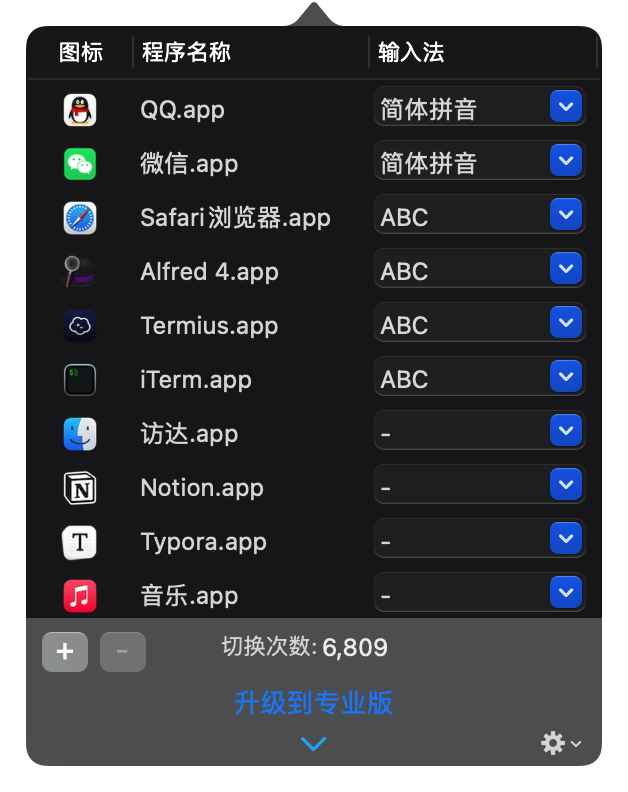 图标 程序名称 输入法
QQ.app 简体拼音
微信.app 简体拼音
Safari浏览器.app ABC
Alfred 4.app ABC
Termius.app ABC
iTerm.app ABC
访达.app -
Notion.app -
Typora.app -
音乐.app -
+ - 切换次数: 6,809
升级到专业版